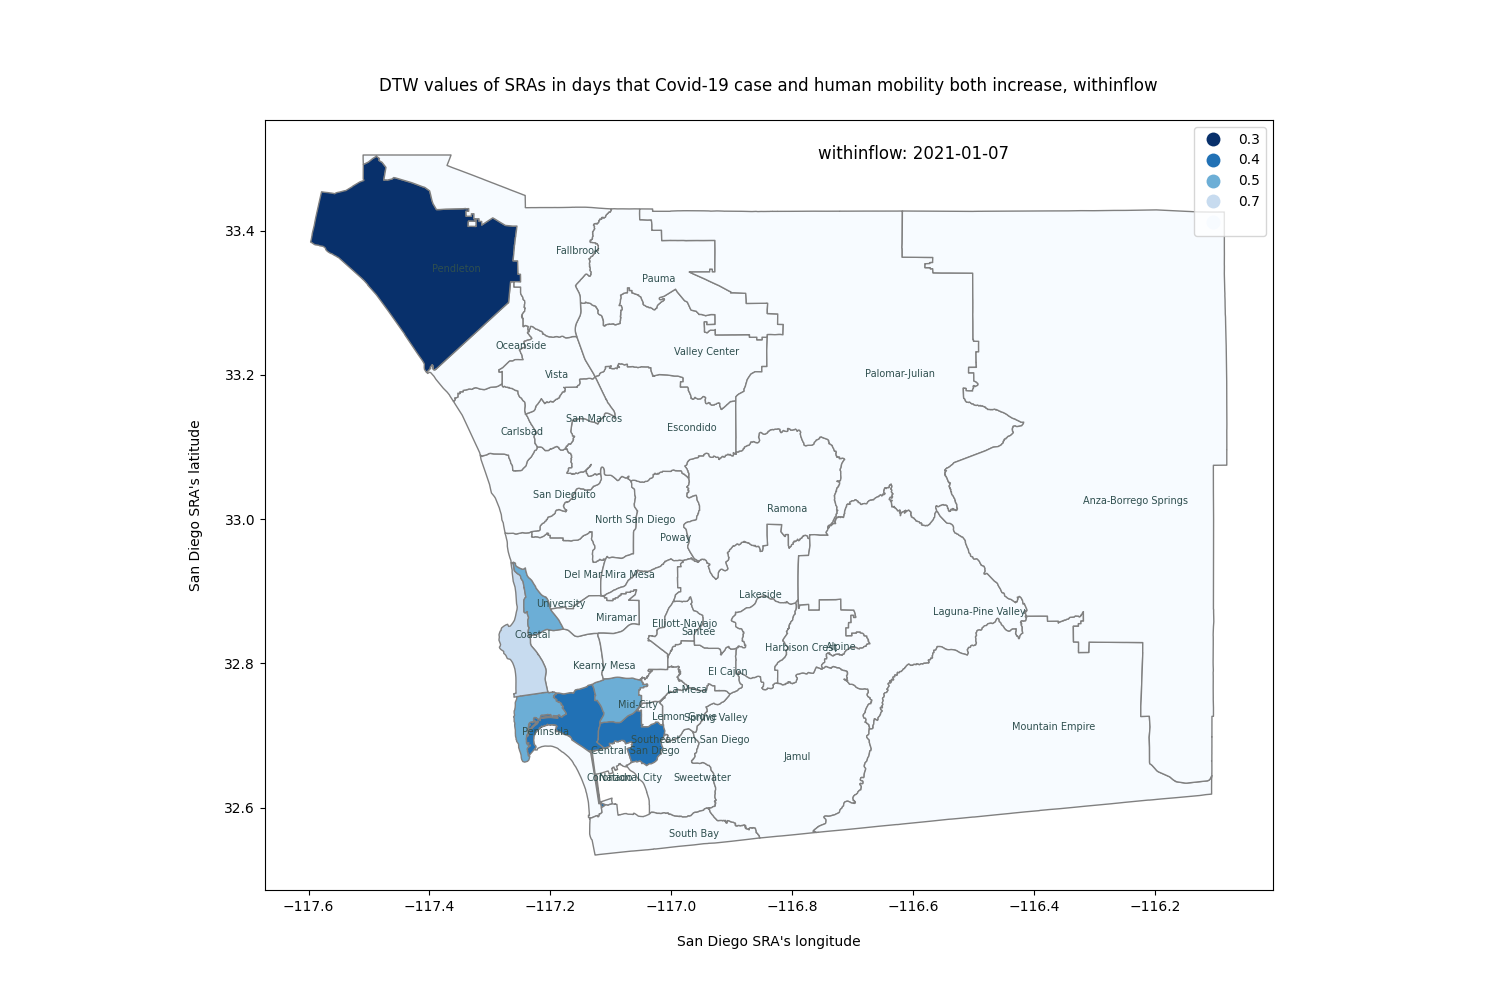 DTW values of SRAs in days that Covid-19 case and human mobility both increase, withinflow
withinflow: 2021-01-07
0.3
0.4
0.5
0.7
33.4
33.2
33.0
32.8
32.6
San Diego SRA's latitude
Pendleton
Fallbrook
Pauma
Oceanside
Valley Center
Vista
Palomar-Julian
San Marcos
Carlsbad
Escondido
San Dieguito
Anza-Borrego Springs
Ramona
North San Diego
Poway
Del Mar-Mira Mesa
Lakeside
University
Laguna-Pine Valley
Miramar
Elliott-Navajo
Santee
Coastal
Harbison Crest
Alpine
Kearny Mesa
El Cajon
La Mesa
Mid-City
Lemon Grove
Spring Valley
Mountain Empire
Peninsula
Southeastern San Diego
Central San Diego
Jamul
Coronado
National City
Sweetwater
South Bay
−117.6
−117.4
−117.2
−117.0
−116.8
−116.6
−116.4
−116.2
San Diego SRA's longitude